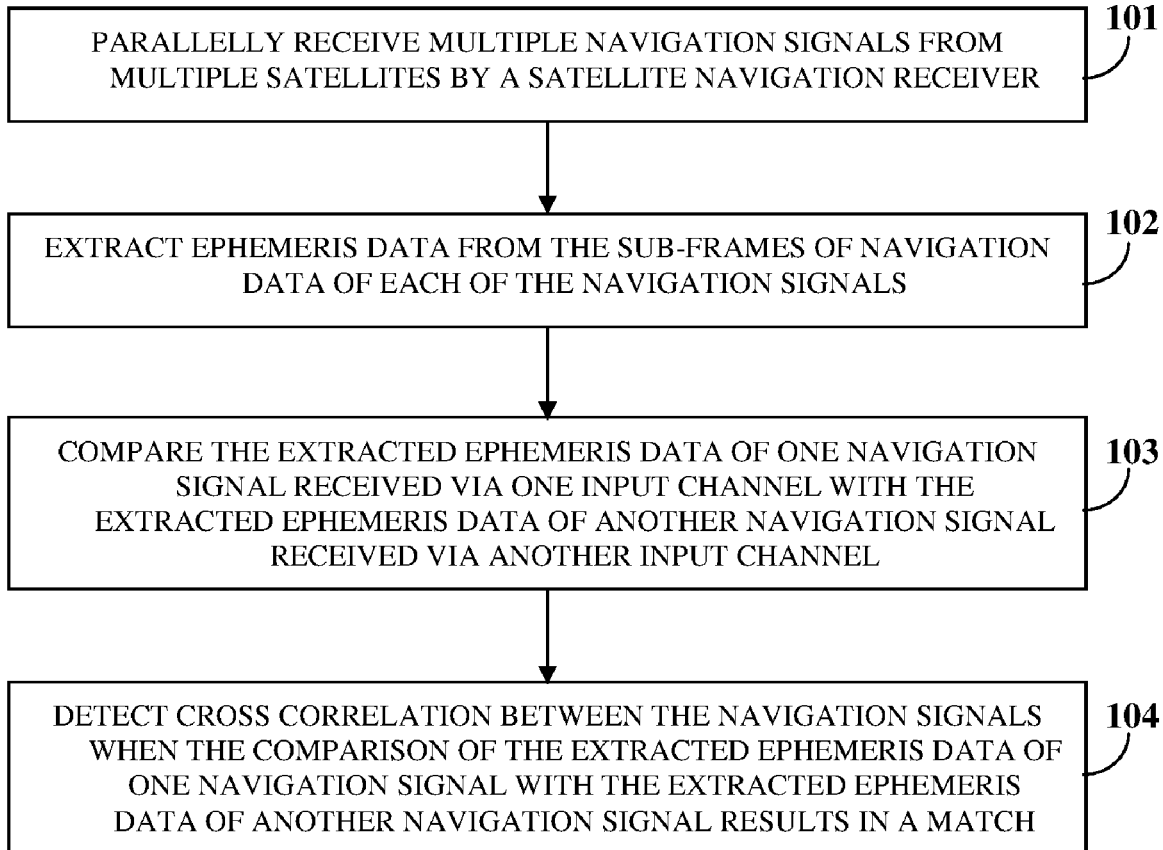 101
PARALLELLY RECEIVE MULTIPLE NAVIGATION SIGNALS FROM
MULTIPLE SATELLITES BY A SATELLITE NAVIGATION RECEIVER
102
EXTRACT EPHEMERIS DATA FROM THE SUB-FRAMES OF NAVIGATION
DATA OF EACH OF THE NAVIGATION SIGNALS
103
COMPARE THE EXTRACTED EPHEMERIS DATA OF ONE NAVIGATION
SIGNAL RECEIVED VIA ONE INPUT CHANNEL WITH THE
EXTRACTED EPHEMERIS DATA OF ANOTHER NAVIGATION SIGNAL
RECEIVED VIA ANOTHER INPUT CHANNEL
104
DETECT CROSS CORRELATION BETWEEN THE NAVIGATION SIGNALS
WHEN THE COMPARISON OF THE EXTRACTED EPHEMERIS DATA OF
ONE NAVIGATION SIGNAL WITH THE EXTRACTED EPHEMERIS
DATA OF ANOTHER NAVIGATION SIGNAL RESULTS IN A MATCH